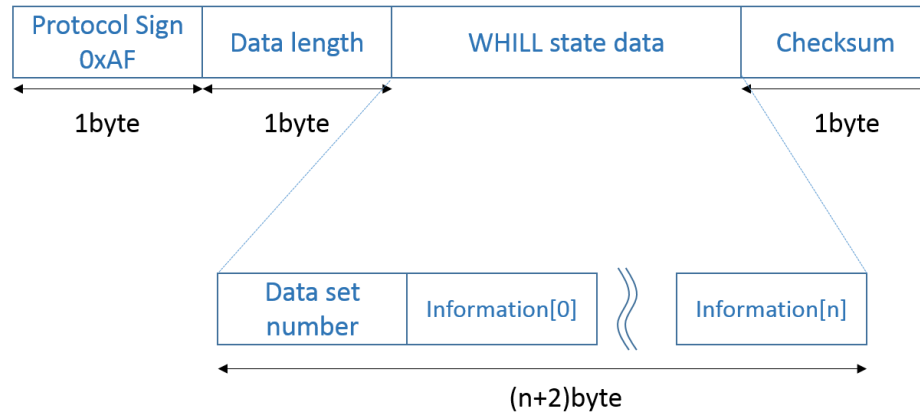 Protocol Sign
0xAF
Data length
WHILL state data
Checksum
1byte
1byte
1byte
Data set
number
Information[0]
Information[n]
(n+2)byte